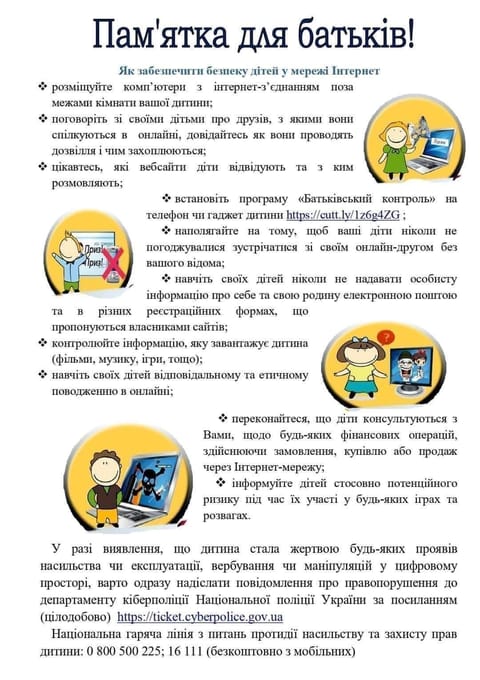 Пам'ятка для батьків!
Як забезпечити безпеку дітей у мережі Інтернет
❖ розміщуйте комп'ютери з інтернет-з'єднанням поза
межами кімнати вашої дитини;
❖ поговоріть зі своїми дітьми про друзів, з якими вони
спілкуються в онлайні, довідайтесь як вони проводять
дозвілля і чим захоплюються;
❖ цікавтесь, які вебсайти діти відвідують та з ким
розмовляють;
❖ встановіть програму «Батьківський контроль» на
телефон чи гаджет дитини https://cutt.ly/1z6g4ZG ;
❖ наполягайте на тому, щоб ваші діти ніколи не
погоджувалися зустрічатися зі своїм онлайн-другом без
вашого відома;
Приз!
Приз!
❖ навчіть своїх дітей ніколи не надавати особисту
інформацію про себе та свою родину електронною поштою
та в різних реєстраційних формах, що
пропонуються власниками сайтів;
❖ контролюйте інформацію, яку завантажує дитина
(фільми, музику, ігри, тощо);
❖ навчіть своїх дітей відповідальному та етичному
поводженню в онлайні;
?
❖ переконайтеся, що діти консультуються з
Вами, щодо будь-яких фінансових операцій,
здійснюючи замовлення, купівлю або продаж
через Інтернет-мережу;
❖ інформуйте дітей стосовно потенційного
ризику під час їх участі у будь-яких іграх та
розвагах.
У разі виявлення, що дитина стала жертвою будь-яких проявів
насильства чи експлуатації, вербування чи маніпуляцій у цифровому
просторі, варто одразу надіслати повідомлення про правопорушення до
департаменту кіберполіції Національної поліції України за посиланням
(цілодобово) https://ticket.cyberpolice.gov.ua
Національна гаряча лінія з питань протидії насильству та захисту прав
дитини: 0 800 500 225; 16 111 (безкоштовно з мобільних)